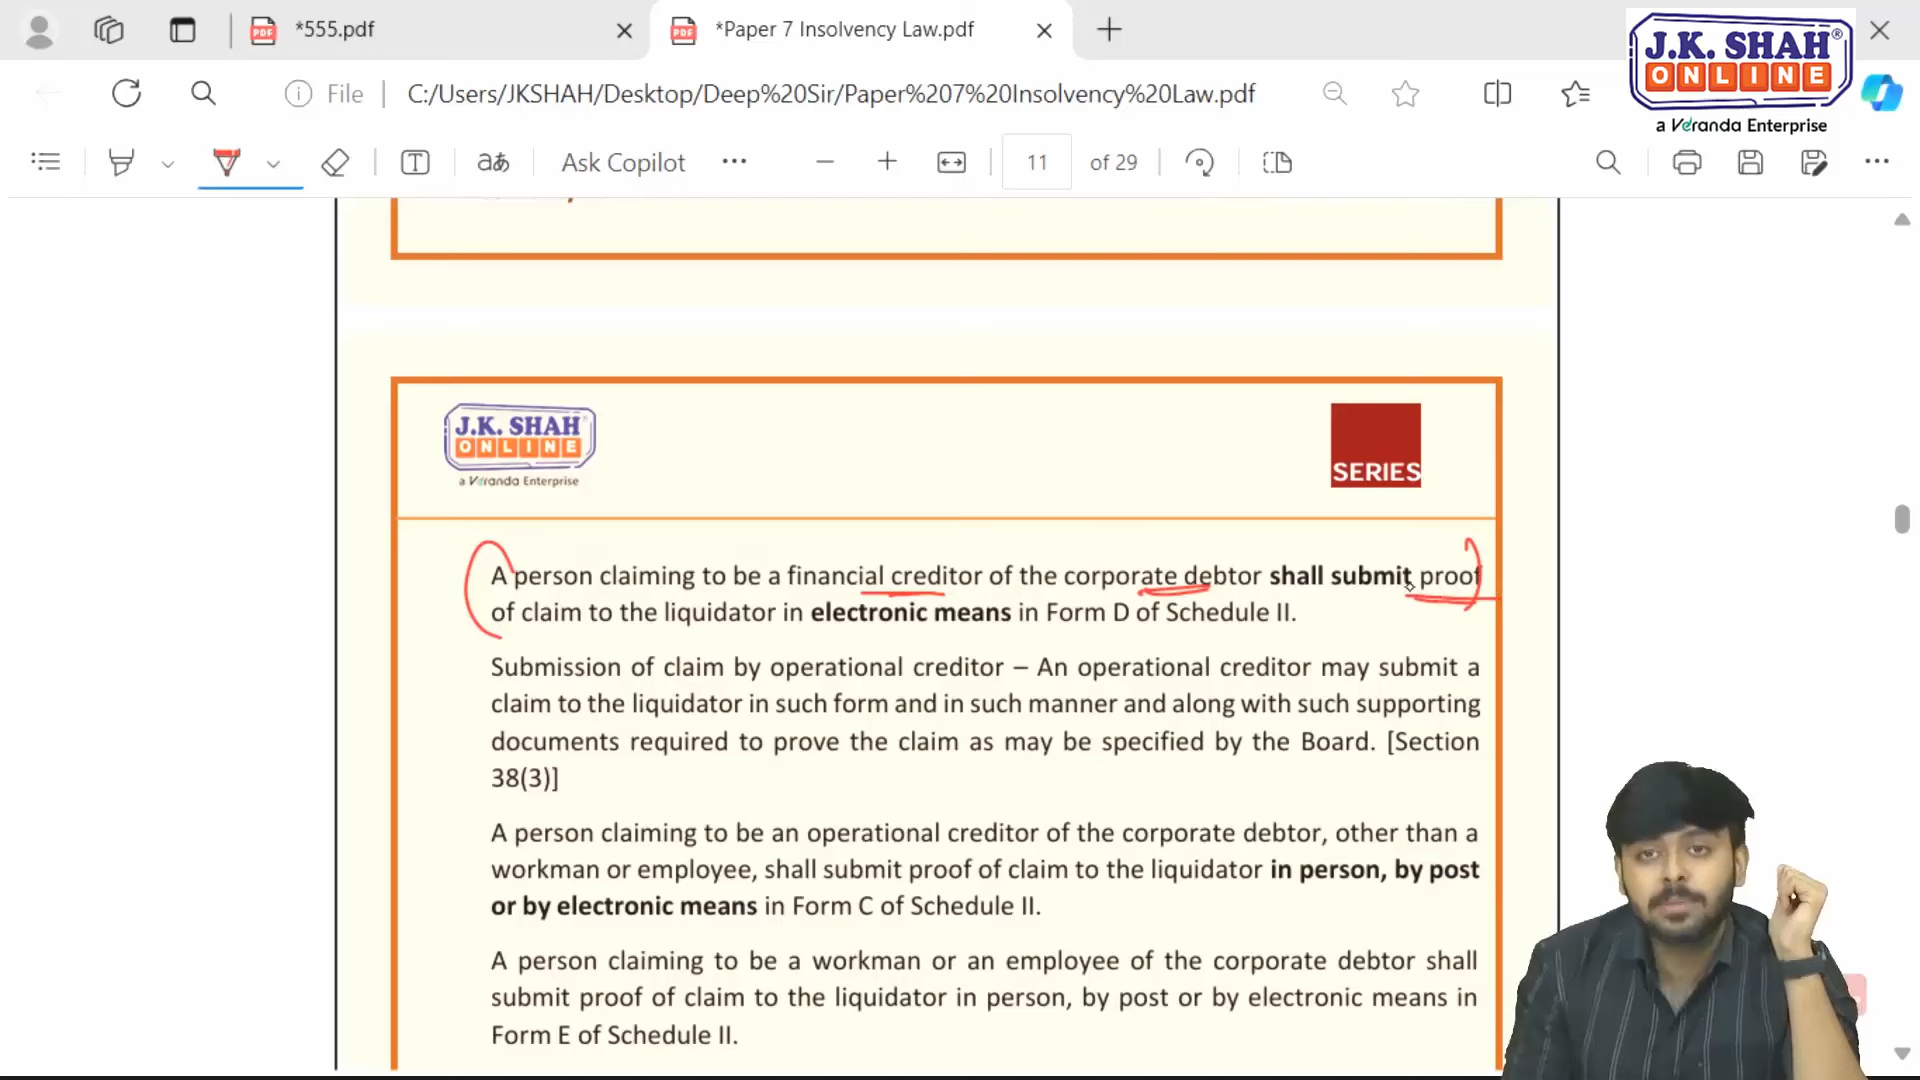 *555.pdf
*Paper 7 Insolvency Law.pdf
J.K. SHAH®
ONLINE
a Veranda Enterprise
File
C:/Users/JKSHAH/Desktop/Deep%20Sir/Paper%207%20Insolvency%20Law.pdf
Ask Copilot
11
of 29
J.K. SHAH
ONLINE
a Veranda Enterprise
SERIES
A person claiming to be a financial creditor of the corporate debtor shall submit proof
of claim to the liquidator in electronic means in Form D of Schedule II.
Submission of claim by operational creditor – An operational creditor may submit a
claim to the liquidator in such form and in such manner and along with such supporting
documents required to prove the claim as may be specified by the Board. [Section
38(3)]
A person claiming to be an operational creditor of the corporate debtor, other than a
workman or employee, shall submit proof of claim to the liquidator in person, by post
or by electronic means in Form C of Schedule II.
A person claiming to be a workman or an employee of the corporate debtor shall
submit proof of claim to the liquidator in person, by post or by electronic means in
Form E of Schedule II.